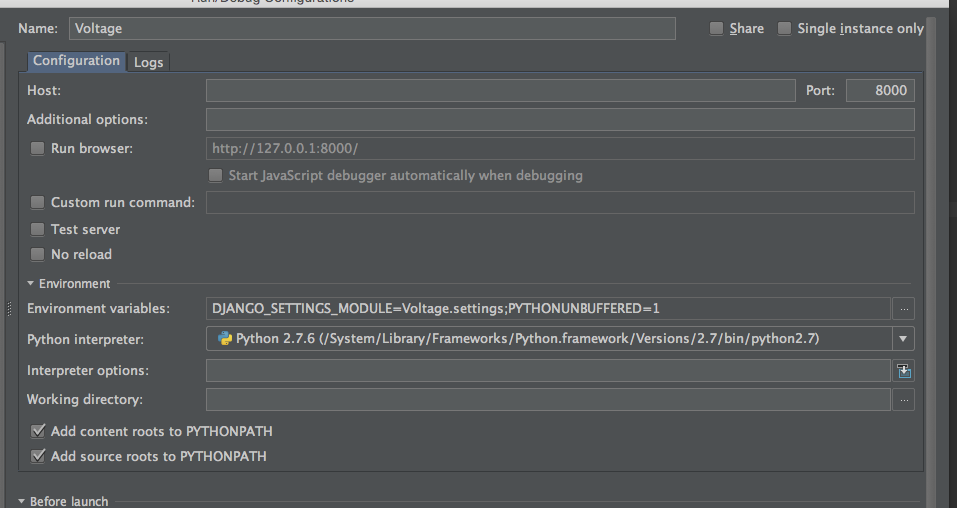 Run/Debug Configurations
Name: Voltage Share Single instance only
Configuration Logs
Host: Port: 8000
Additional options:
Run browser: http://127.0.0.1:8000/
Start JavaScript debugger automatically when debugging
Custom run command:
Test server
No reload
Environment
Environment variables: DJANGO_SETTINGS_MODULE=Voltage.settings;PYTHONUNBUFFERED=1 ...
Python interpreter: Python 2.7.6 (/System/Library/Frameworks/Python.framework/Versions/2.7/bin/python2.7)
Interpreter options:
Working directory: ...
Add content roots to PYTHONPATH
Add source roots to PYTHONPATH
Before launch